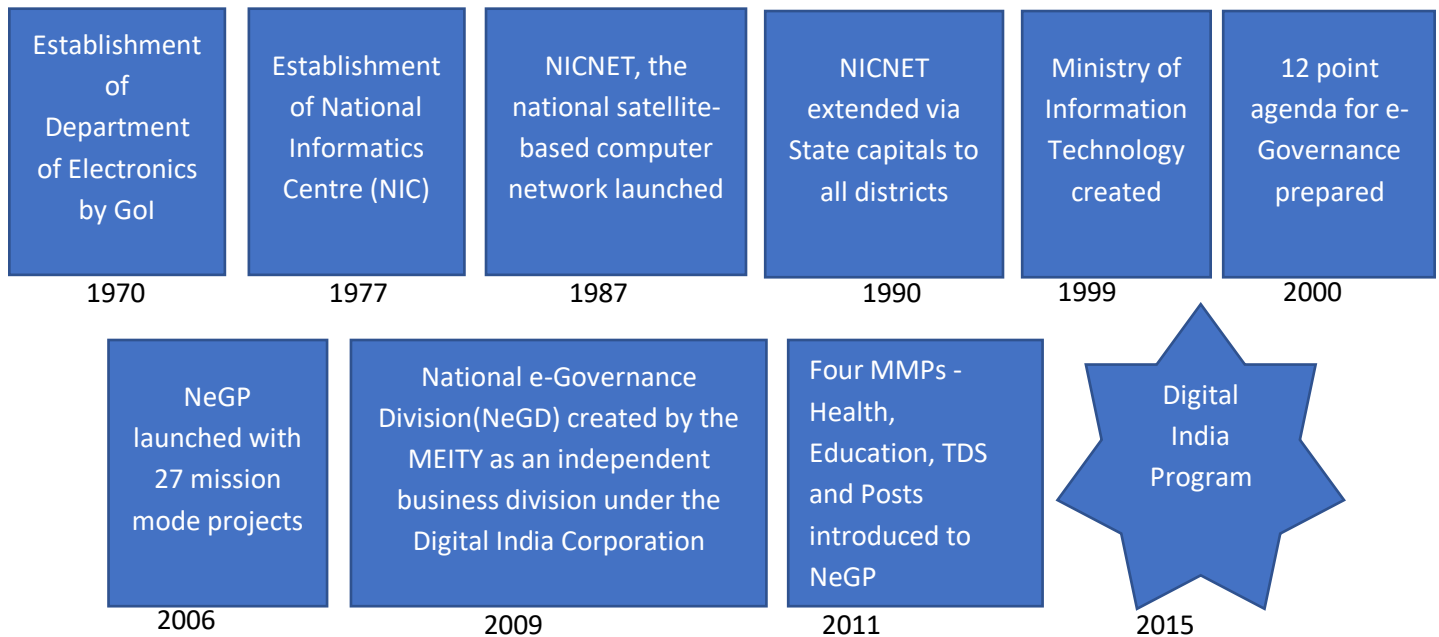 Establishment
of
Department
of Electronics
by GoI
1970
Establishment
of National
Informatics
Centre (NIC)
1977
NICNET, the
national satellite-
based computer
network launched
1987
NICNET
extended via
State capitals to
all districts
1990
Ministry of
Information
Technology
created
1999
12 point
agenda for e-
Governance
prepared
2000
NeGP
launched with
27 mission
mode projects
2006
National e-Governance
Division(NeGD) created by the
MEITY as an independent
business division under the
Digital India Corporation
2009
Four MMPs -
Health,
Education, TDS
and Posts
introduced to
NeGP
2011
Digital
India
Program
2015